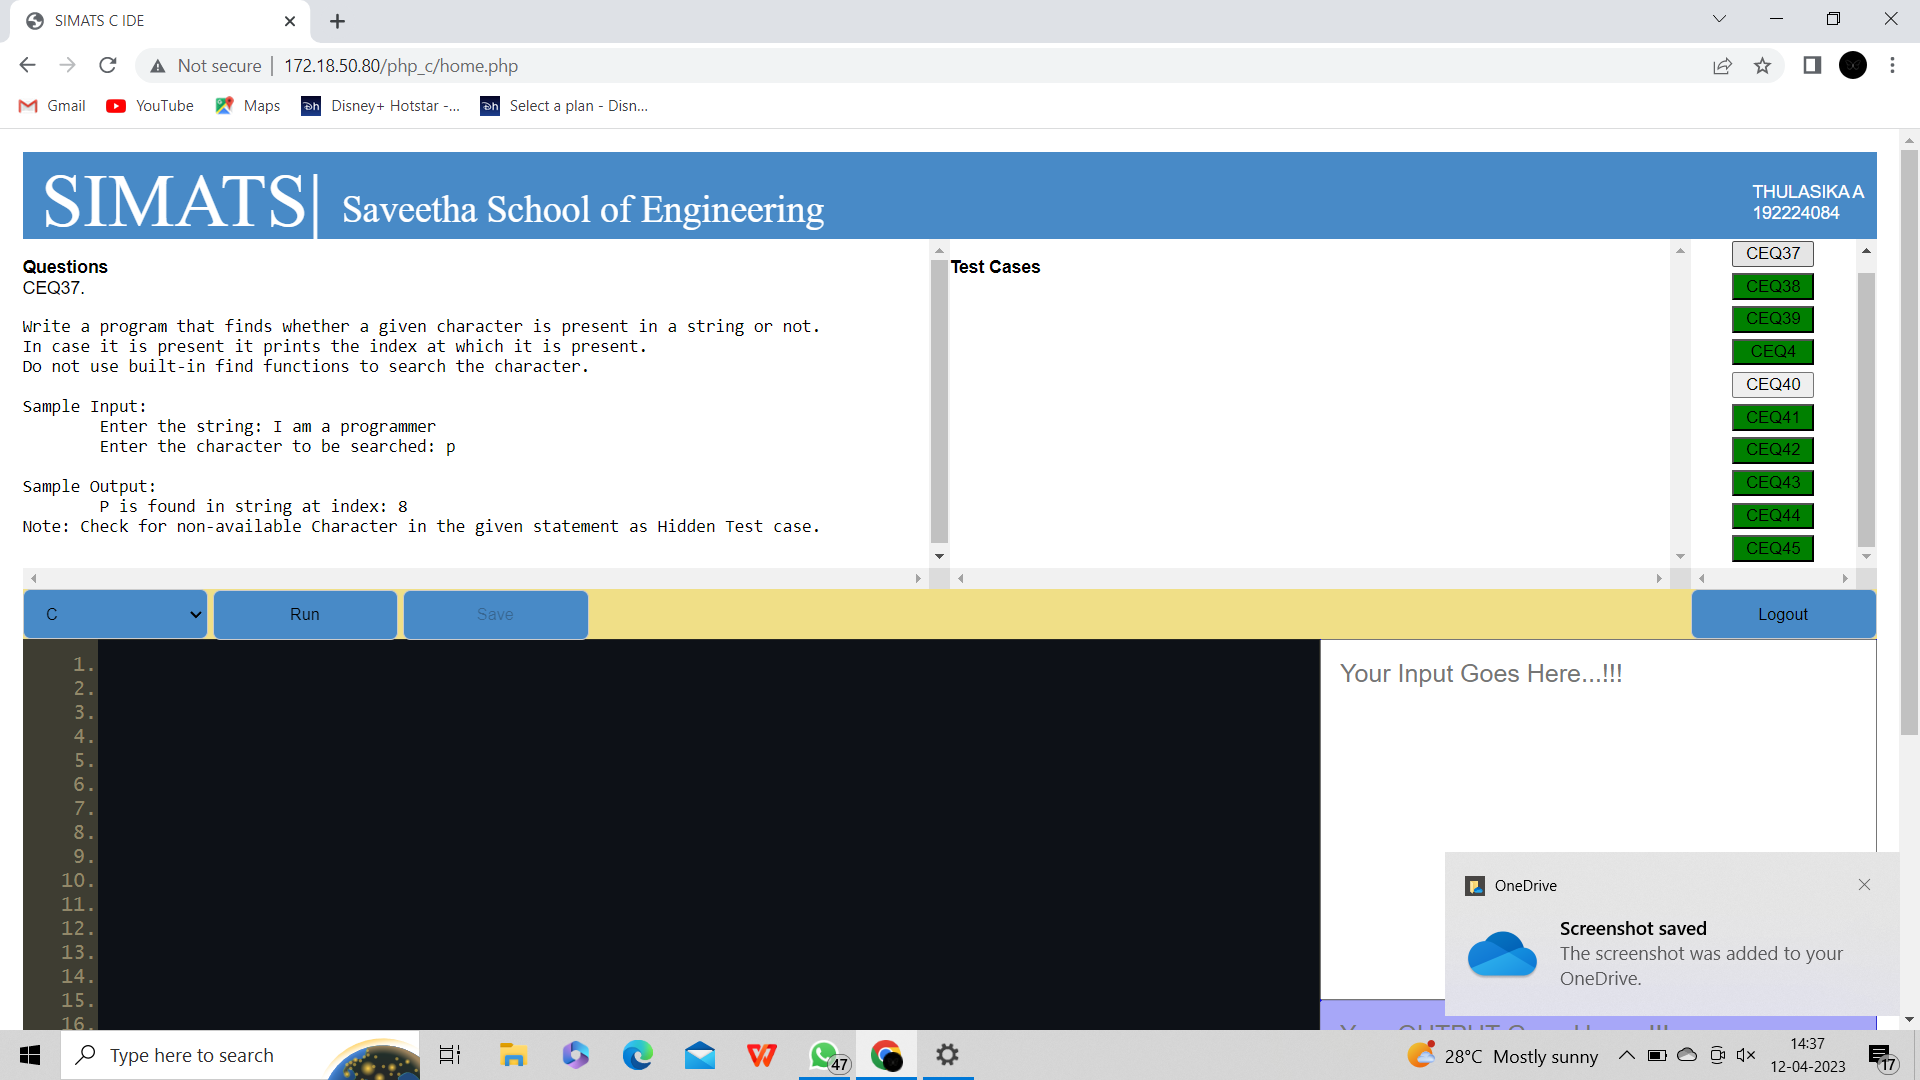 SIMATS C IDE
Not secure | 172.18.50.80/php_c/home.php
Gmail YouTube Maps Disney+ Hotstar -... Select a plan - Disn...
SIMATS| Saveetha School of Engineering
THULASIKA A
192224084
Questions
CEQ37.
Write a program that finds whether a given character is present in a string or not.
In case it is present it prints the index at which it is present.
Do not use built-in find functions to search the character.
Sample Input:
Enter the string: I am a programmer
Enter the character to be searched: p
Sample Output:
P is found in string at index: 8
Note: Check for non-available Character in the given statement as Hidden Test case.
Test Cases
CEQ37
CEQ38
CEQ39
CEQ4
CEQ40
CEQ41
CEQ42
CEQ43
CEQ44
CEQ45
C Run Save Logout
1.
2.
3.
4.
5.
6.
7.
8.
9.
10.
11.
12.
13.
14.
15.
16.
Your Input Goes Here...!!!
OneDrive
Screenshot saved
The screenshot was added to your
OneDrive.
Type here to search
47
28°C Mostly sunny
14:37
12-04-2023
17